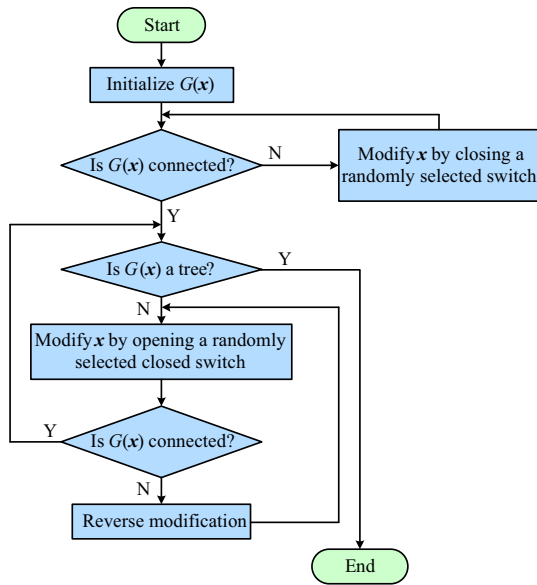 Start
Initialize G(x)
Is G(x) connected?
N
Modify x by closing a
randomly selected switch
Y
Is G(x) a tree?
Y
N
Modify x by opening a randomly
selected closed switch
Y
Is G(x) connected?
N
Reverse modification
End